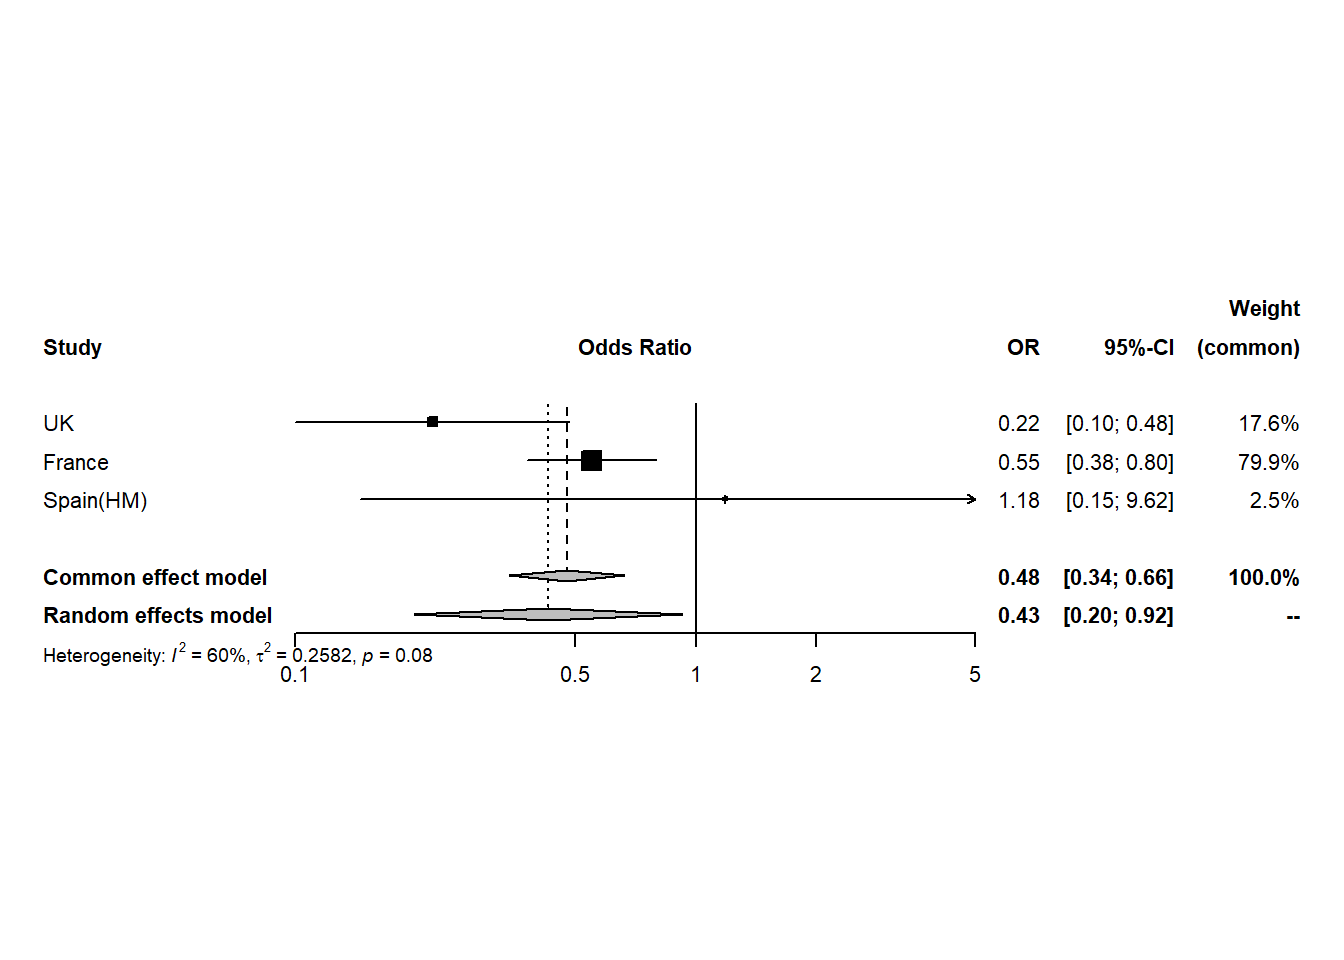 Weight
Study Odds Ratio OR 95%-CI (common)
UK 0.22 [0.10; 0.48] 17.6%
France 0.55 [0.38; 0.80] 79.9%
Spain(HM) 1.18 [0.15; 9.62] 2.5%
Common effect model 0.48 [0.34; 0.66] 100.0%
Random effects model 0.43 [0.20; 0.92] --
Heterogeneity: I² = 60%, τ² = 0.2582, p = 0.08
0.1 0.5 1 2 5